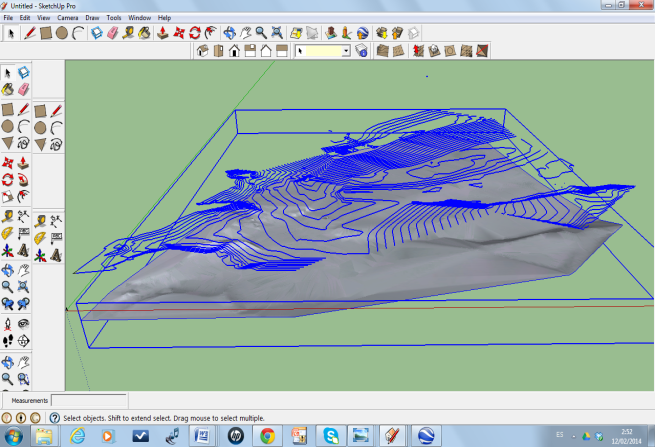 Untitled - SketchUp Pro
File Edit View Camera Draw Tools Window Help
Measurements
Select objects. Shift to extend select. Drag mouse to select multiple.
ES
2:52
12/02/2014